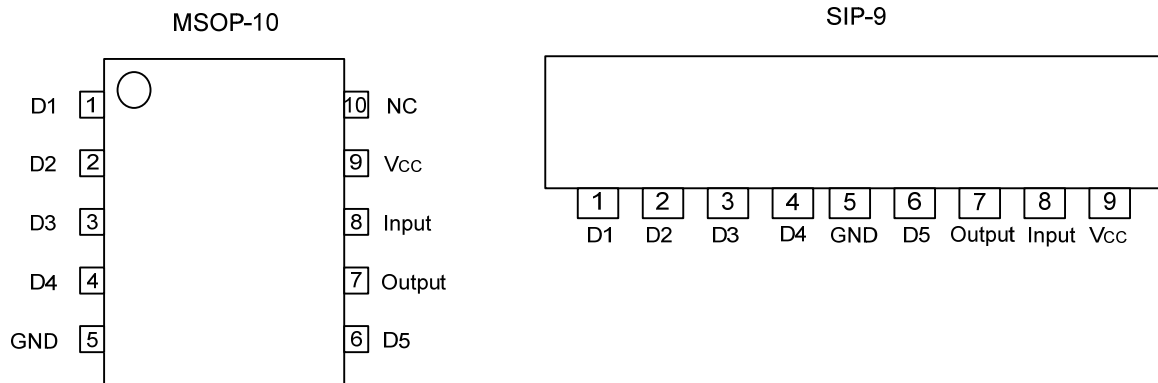 MSOP-10
D1 1 10 NC
D2 2 9 Vcc
D3 3 8 Input
D4 4 7 Output
GND 5 6 D5
SIP-9
1 2 3 4 5 6 7 8 9
D1 D2 D3 D4 GND D5 Output Input Vcc